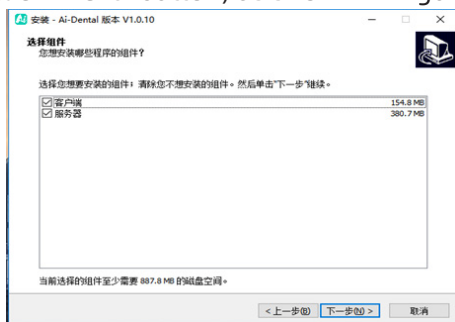 安装 - Ai-Dental 版本 V1.0.10
选择组件
您想安装哪些程序的组件?
选择您想要安装的组件;清除您不想安装的组件。然后单击“下一步”继续。
客户端 154.8 MB
服务器 380.7 MB
当前选择的组件至少需要 887.8 MB 的磁盘空间。
<上一步(B) 下一步(N) > 取消